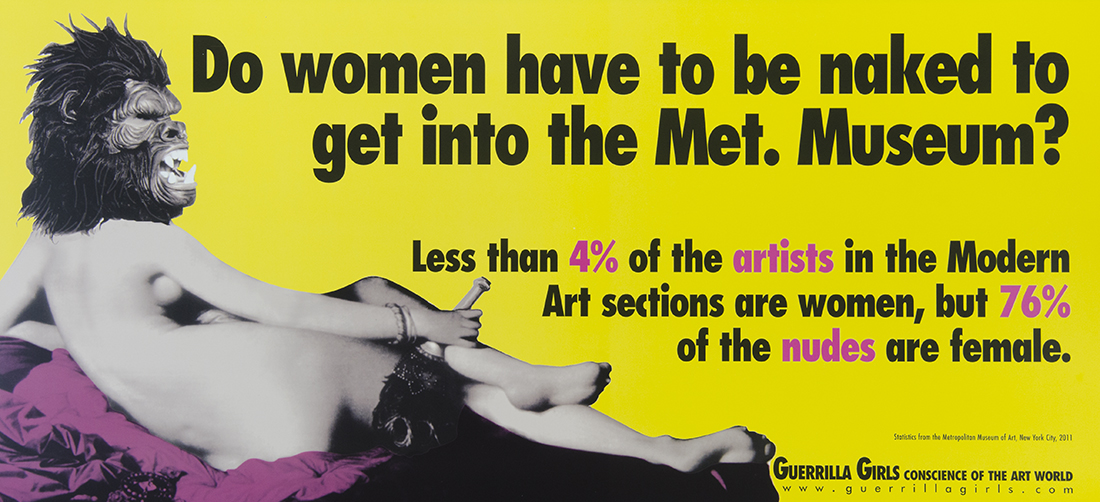 Do women have to be naked to
get into the Met. Museum?
Less than 4% of the artists in the Modern
Art sections are women, but 76%
of the nudes are female.
Statistics from the Metropolitan Museum of Art, New York City, 2011
GUERRILLA GIRLS CONSCIENCE OF THE ART WORLD
www.guerrillagirls.com